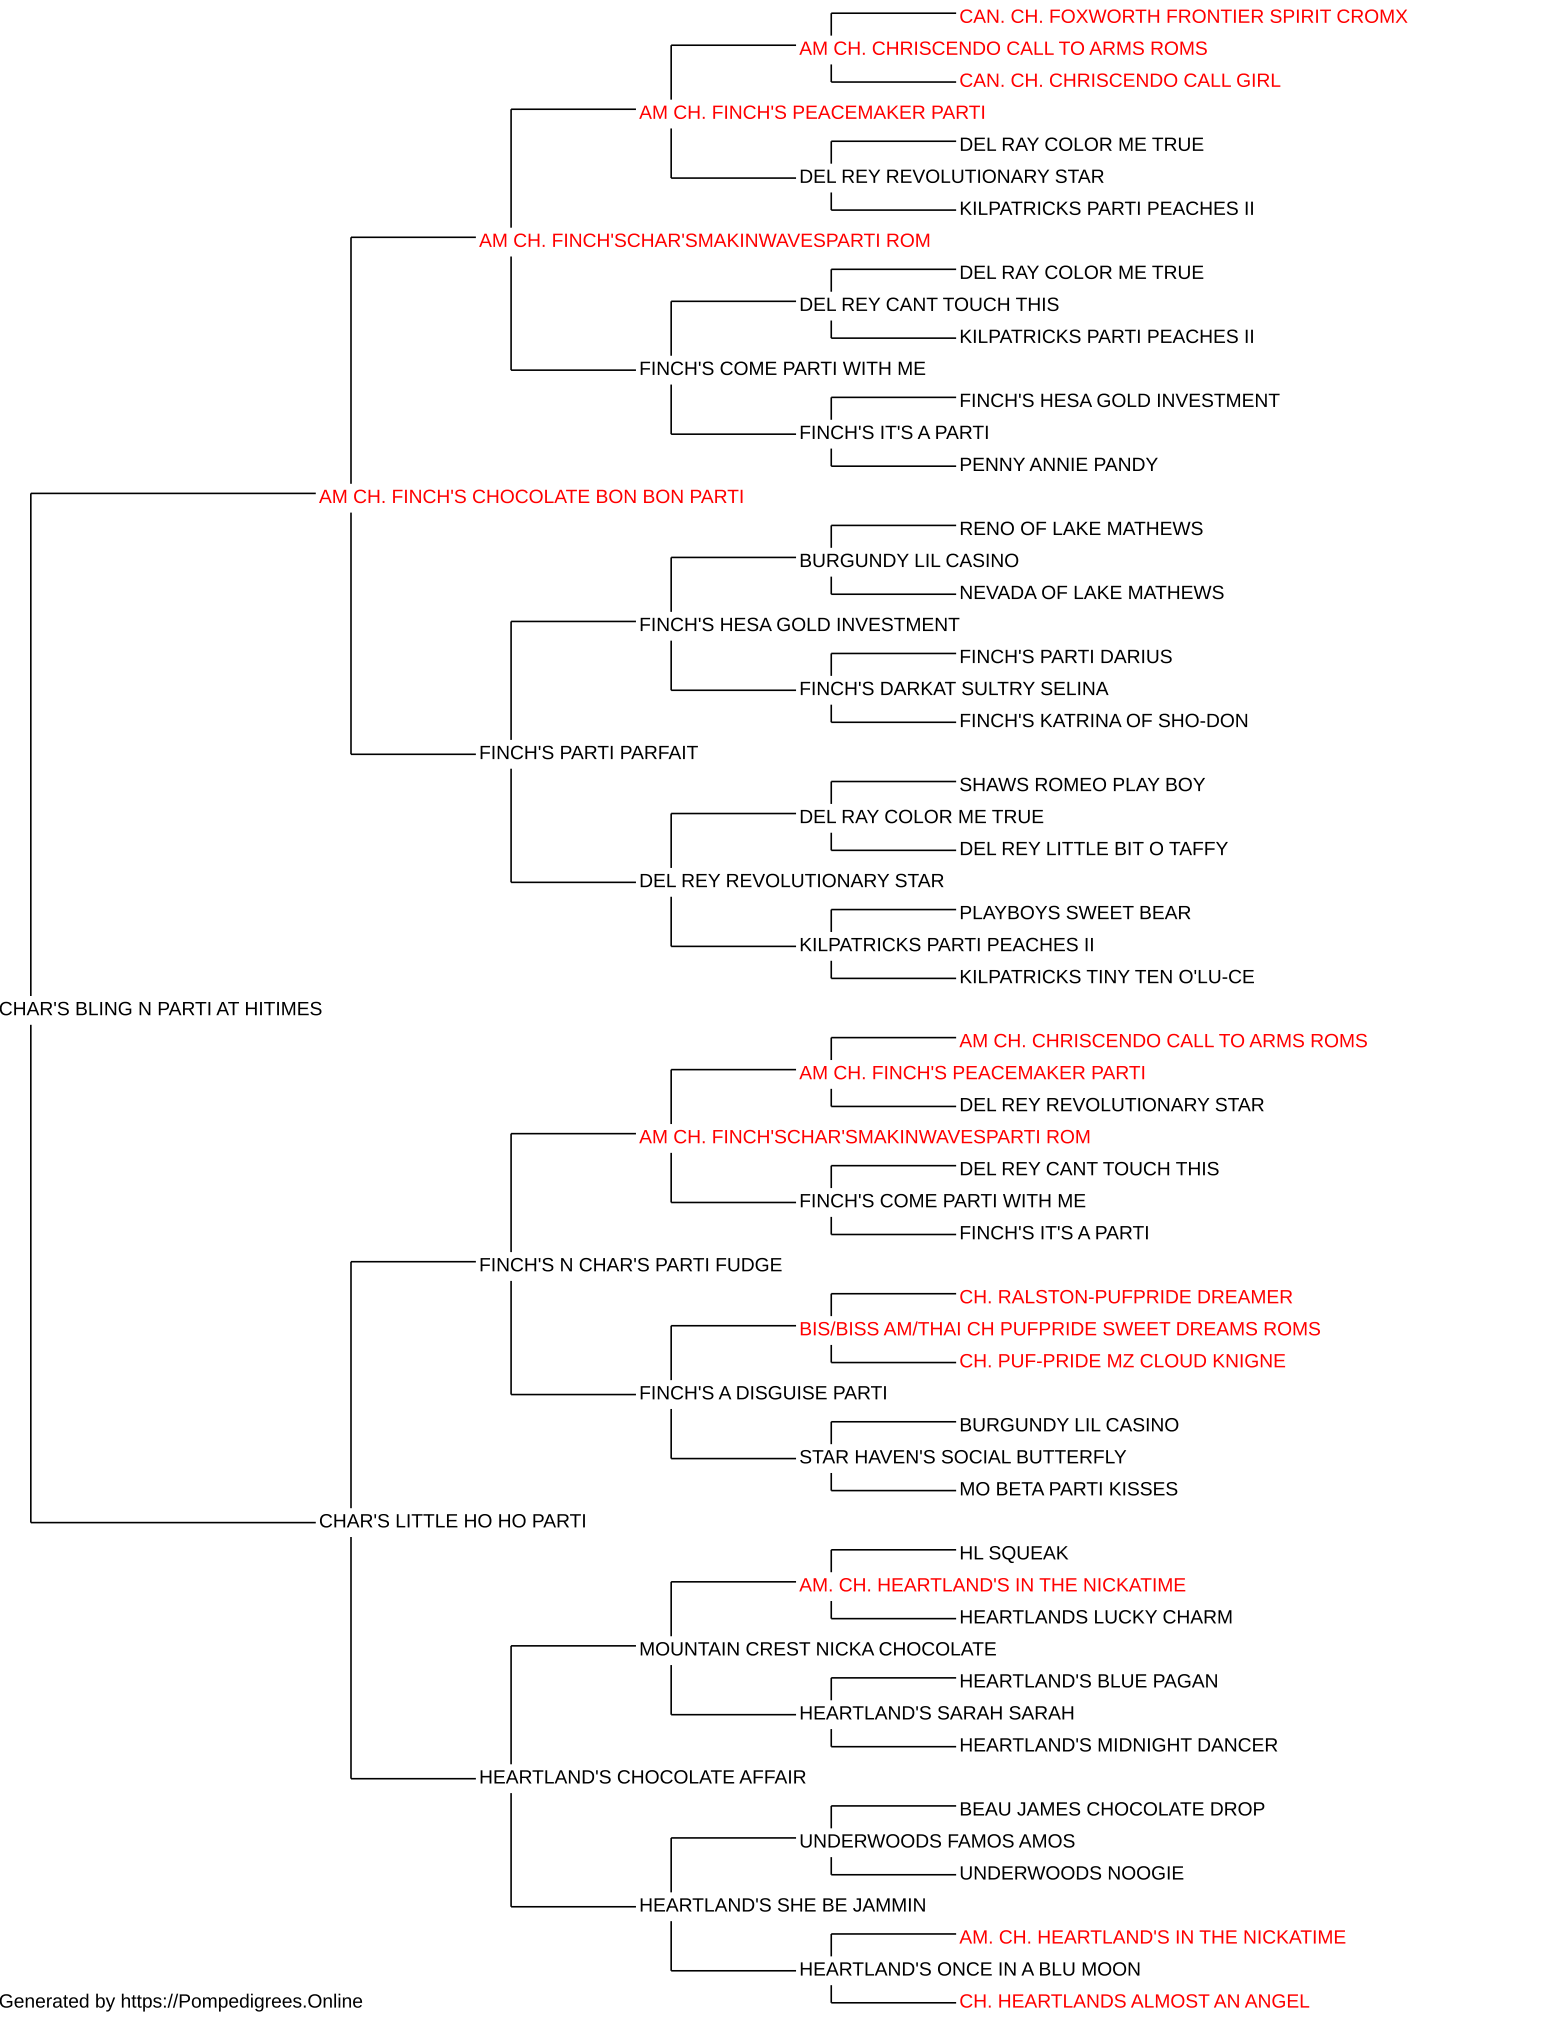 CAN. CH. FOXWORTH FRONTIER SPIRIT CROMX
AM CH. CHRISCENDO CALL TO ARMS ROMS
CAN. CH. CHRISCENDO CALL GIRL
AM CH. FINCH'S PEACEMAKER PARTI
DEL RAY COLOR ME TRUE
DEL REY REVOLUTIONARY STAR
KILPATRICKS PARTI PEACHES II
AM CH. FINCH'SCHAR'SMAKINWAVESPARTI ROM
DEL RAY COLOR ME TRUE
DEL REY CANT TOUCH THIS
KILPATRICKS PARTI PEACHES II
FINCH'S COME PARTI WITH ME
FINCH'S HESA GOLD INVESTMENT
FINCH'S IT'S A PARTI
PENNY ANNIE PANDY
AM CH. FINCH'S CHOCOLATE BON BON PARTI
RENO OF LAKE MATHEWS
BURGUNDY LIL CASINO
NEVADA OF LAKE MATHEWS
FINCH'S HESA GOLD INVESTMENT
FINCH'S PARTI DARIUS
FINCH'S DARKAT SULTRY SELINA
FINCH'S KATRINA OF SHO-DON
FINCH'S PARTI PARFAIT
SHAWS ROMEO PLAY BOY
DEL RAY COLOR ME TRUE
DEL REY LITTLE BIT O TAFFY
DEL REY REVOLUTIONARY STAR
PLAYBOYS SWEET BEAR
KILPATRICKS PARTI PEACHES II
KILPATRICKS TINY TEN O'LU-CE
CHAR'S BLING N PARTI AT HITIMES
AM CH. CHRISCENDO CALL TO ARMS ROMS
AM CH. FINCH'S PEACEMAKER PARTI
DEL REY REVOLUTIONARY STAR
AM CH. FINCH'SCHAR'SMAKINWAVESPARTI ROM
DEL REY CANT TOUCH THIS
FINCH'S COME PARTI WITH ME
FINCH'S IT'S A PARTI
FINCH'S N CHAR'S PARTI FUDGE
CH. RALSTON-PUFPRIDE DREAMER
BIS/BISS AM/THAI CH PUFPRIDE SWEET DREAMS ROMS
CH. PUF-PRIDE MZ CLOUD KNIGNE
FINCH'S A DISGUISE PARTI
BURGUNDY LIL CASINO
STAR HAVEN'S SOCIAL BUTTERFLY
MO BETA PARTI KISSES
CHAR'S LITTLE HO HO PARTI
HL SQUEAK
AM. CH. HEARTLAND'S IN THE NICKATIME
HEARTLANDS LUCKY CHARM
MOUNTAIN CREST NICKA CHOCOLATE
HEARTLAND'S BLUE PAGAN
HEARTLAND'S SARAH SARAH
HEARTLAND'S MIDNIGHT DANCER
HEARTLAND'S CHOCOLATE AFFAIR
BEAU JAMES CHOCOLATE DROP
UNDERWOODS FAMOS AMOS
UNDERWOODS NOOGIE
HEARTLAND'S SHE BE JAMMIN
AM. CH. HEARTLAND'S IN THE NICKATIME
HEARTLAND'S ONCE IN A BLU MOON
CH. HEARTLANDS ALMOST AN ANGEL
Generated by https://Pompedigrees.Online